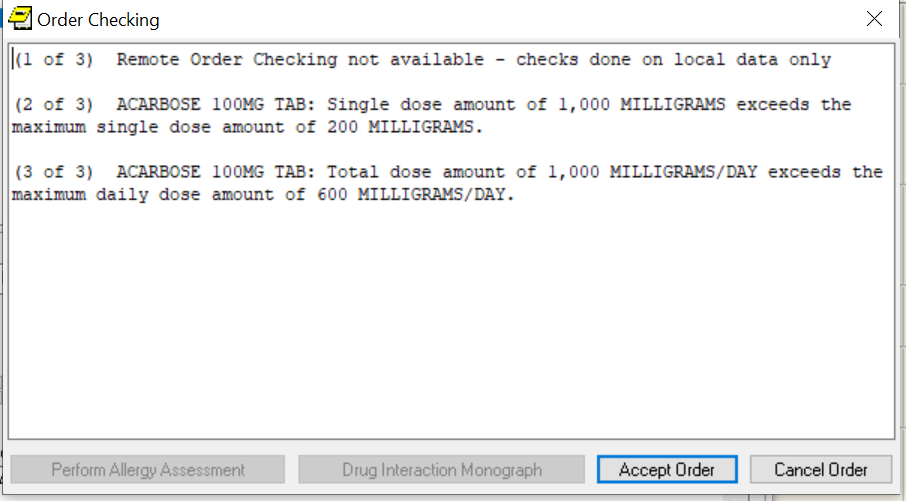 Order Checking
(1 of 3)  Remote Order Checking not available - checks done on local data only
(2 of 3)  ACARBOSE 100MG TAB: Single dose amount of 1,000 MILLIGRAMS exceeds the
maximum single dose amount of 200 MILLIGRAMS.
(3 of 3)  ACARBOSE 100MG TAB: Total dose amount of 1,000 MILLIGRAMS/DAY exceeds the
maximum daily dose amount of 600 MILLIGRAMS/DAY.
Perform Allergy Assessment
Drug Interaction Monograph
Accept Order
Cancel Order